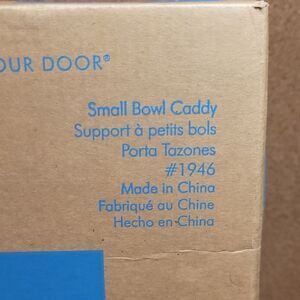 OUR DOOR®
Small Bowl Caddy
Support à petits bols
Porta Tazones
#1946
Made in China
Fabriqué au Chine
Hecho en China